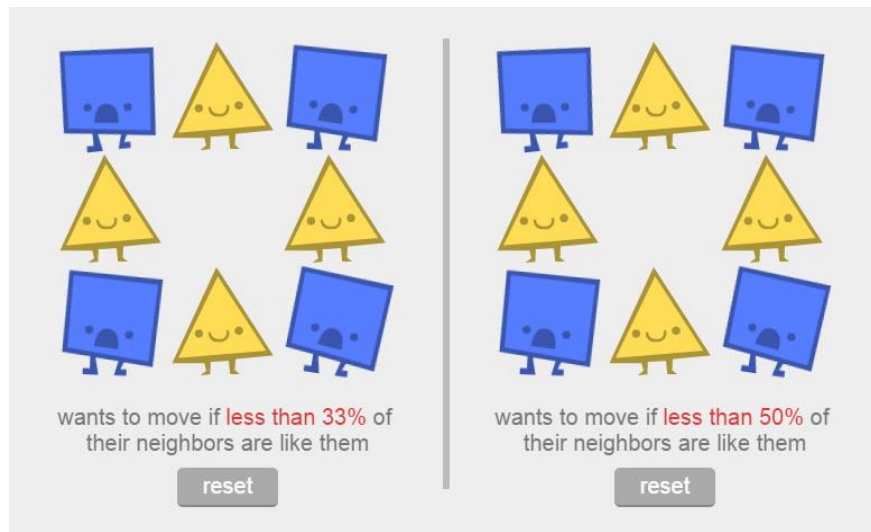 wants to move if less than 33% of
their neighbors are like them
reset
wants to move if less than 50% of
their neighbors are like them
reset